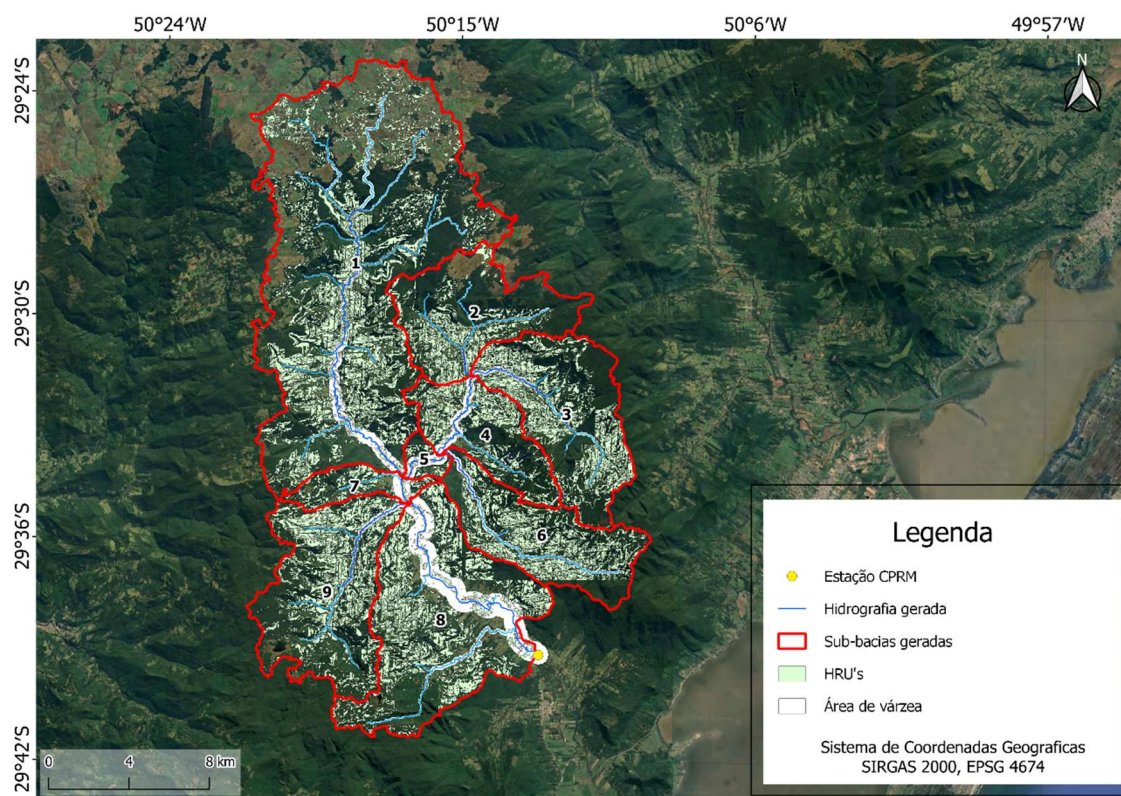 50°24'W 50°15'W 50°6'W 49°57'W
29°24'S
29°30'S
29°36'S
29°42'S
N
1
2
3
4
5
7
6
9
8
0 4 8 km
Legenda
Estação CPRM
Hidrografia gerada
Sub-bacias geradas
HRU's
Área de várzea
Sistema de Coordenadas Geograficas
SIRGAS 2000, EPSG 4674